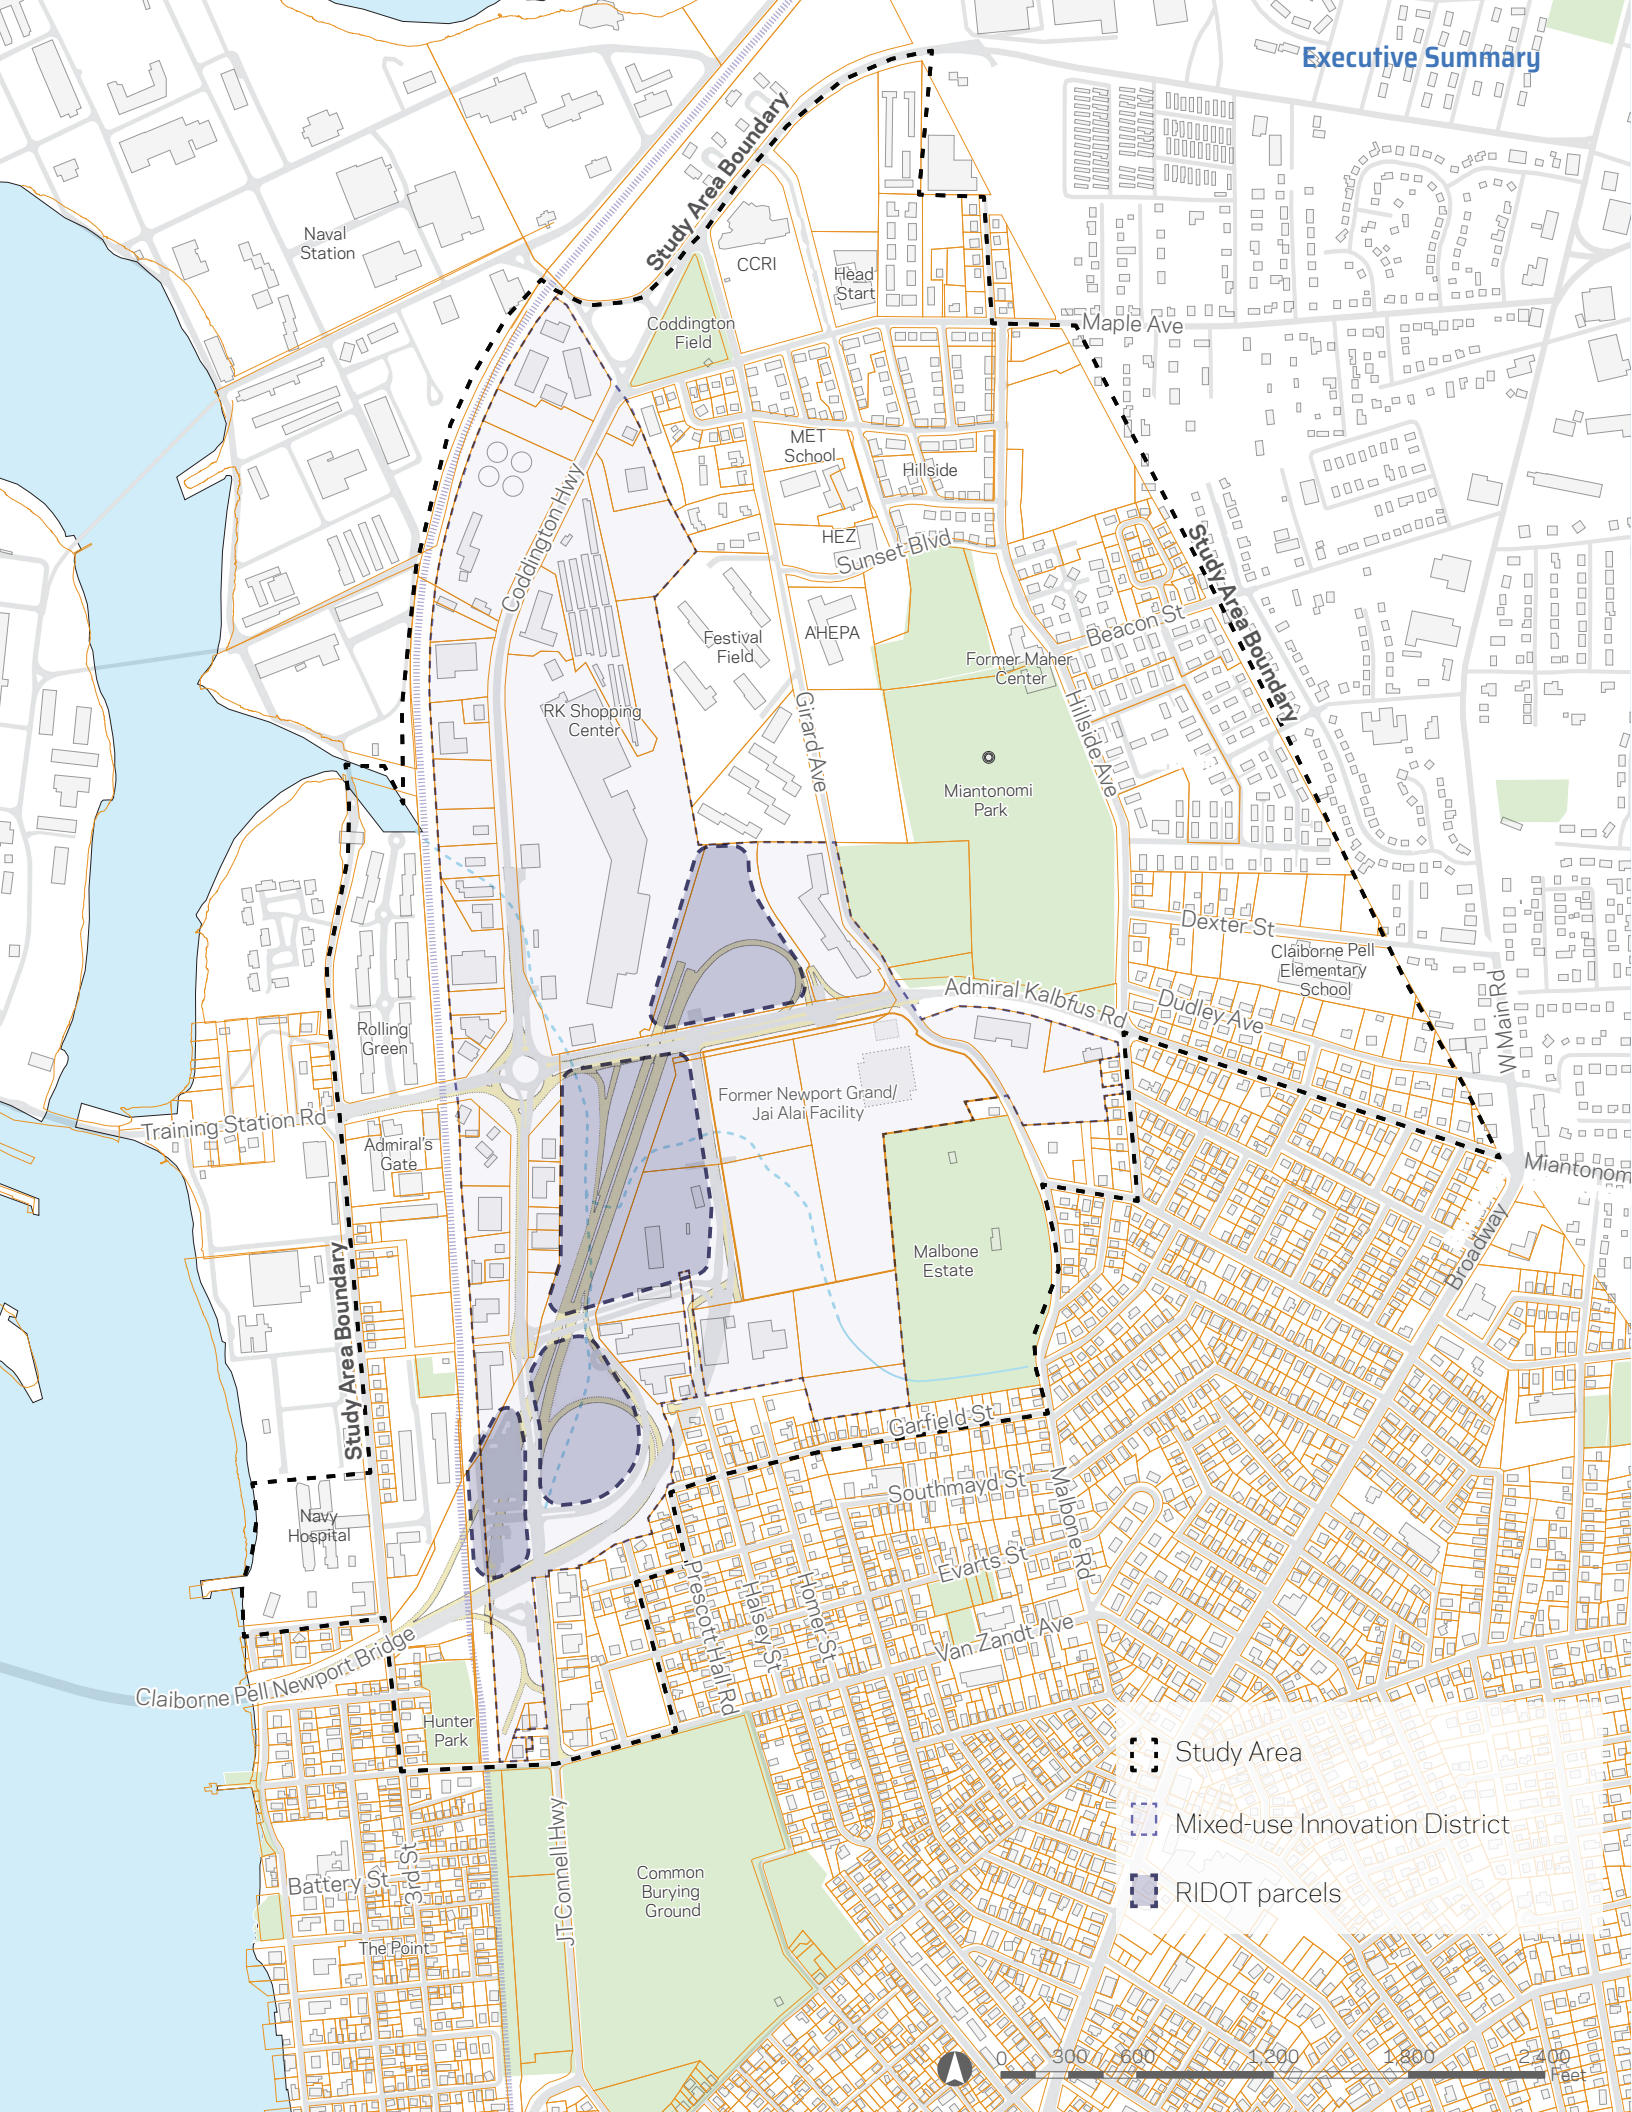 Executive Summary
Study Area Boundary
Naval
Station
CCRI
Head
Start
Coddington
Field
Maple Ave
MET
School
Hillside
Coddington Hwy
HEZ
Sunset Blvd
Study Area Boundary
Beacon St
Festival
Field
AHEPA
Former Maher
Center
RK Shopping
Center
Girard Ave
Hillside Ave
Miantonomi
Park
Dexter St
Claiborne Pell
Elementary
School
Admiral Kalbfus Rd
Dudley Ave
W Main Rd
Rolling
Green
Former Newport Grand/
Jai Alai Facility
Training Station Rd
Admiral's
Gate
Miantonom
Broadway
Malbone
Estate
Study Area Boundary
Garfield St
Southmayd St
Malbone Rd
Navy
Hospital
Evarts St
Prescott Hall Rd
Halsey St
Homer St
Van Zandt Ave
Claiborne Pell Newport Bridge
Hunter
Park
Study Area
Mixed-use Innovation District
RIDOT parcels
JT Connell Hwy
Common
Burying
Ground
Battery St
3rd St
The Point
0 300 600 1,200 1,800 2,400
Feet